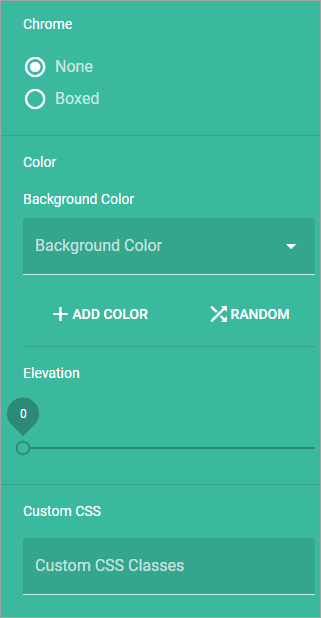 Chrome
None
Boxed
Color
Background Color
Background Color
ADD COLOR RANDOM
Elevation
0
Custom CSS
Custom CSS Classes